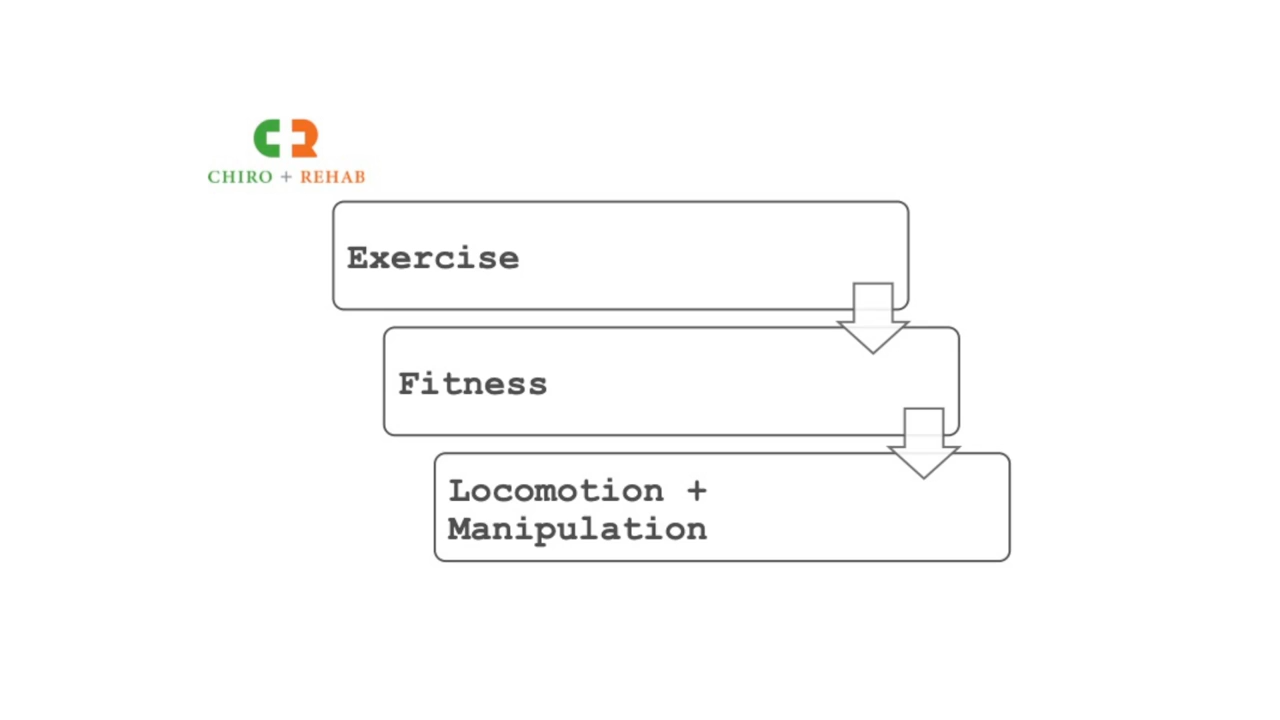 CHIRO + REHAB
Exercise
Fitness
Locomotion +
Manipulation